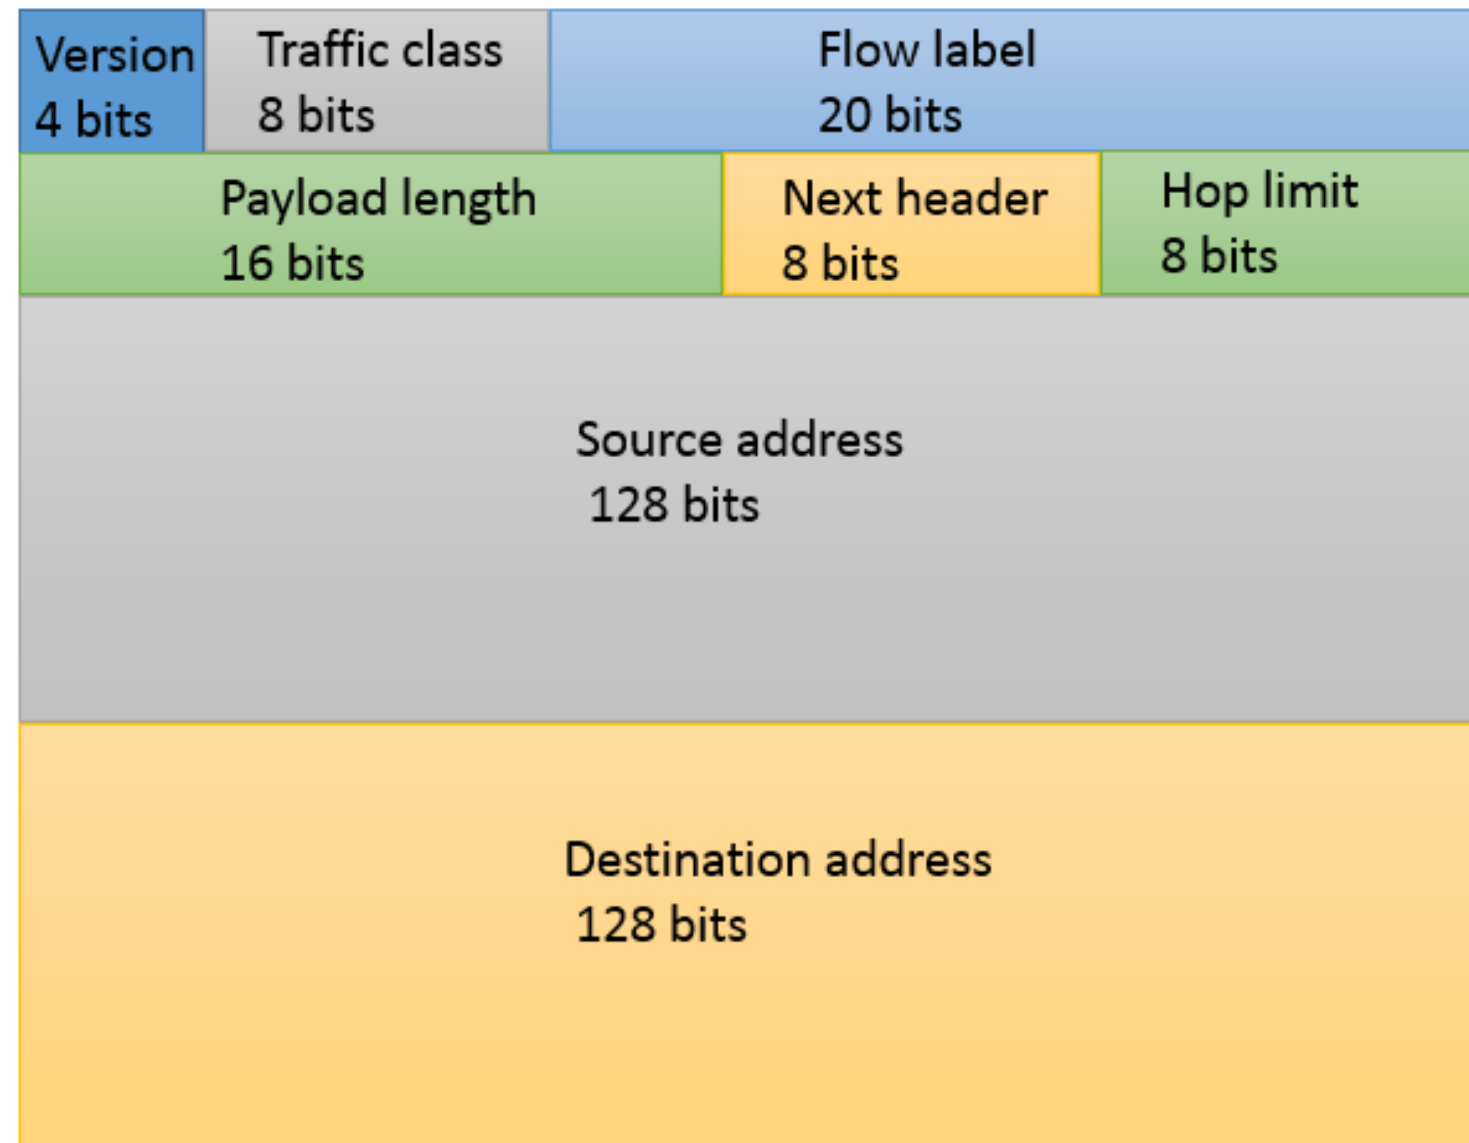 Version
4 bits
Traffic class
8 bits
Flow label
20 bits
Payload length
16 bits
Next header
8 bits
Hop limit
8 bits
Source address
128 bits
Destination address
128 bits